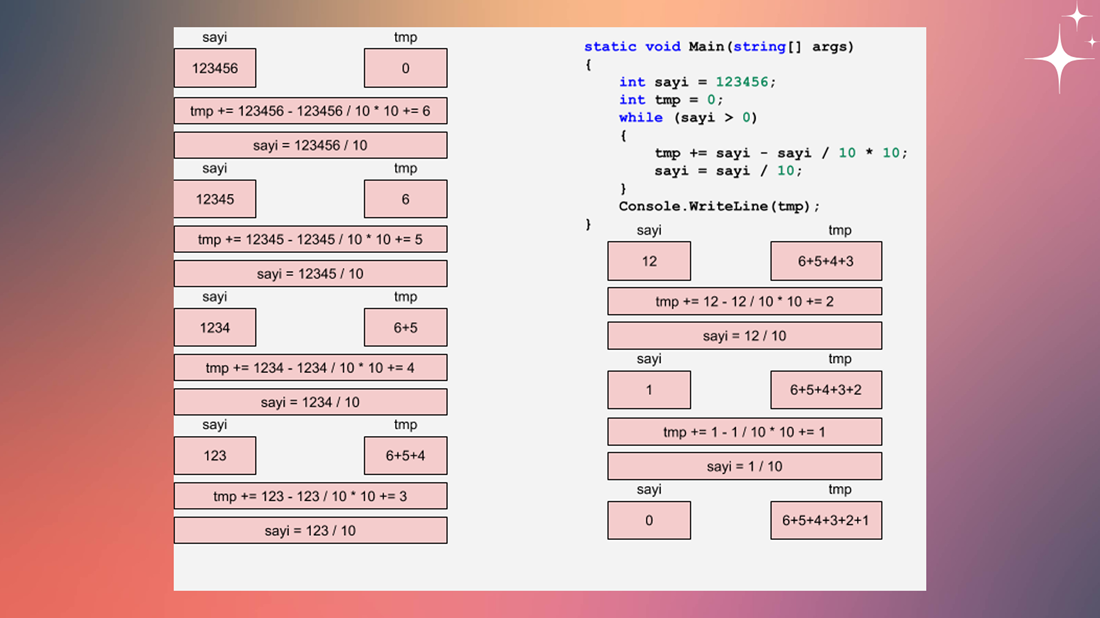 sayi tmp
123456 0
tmp += 123456 - 123456 / 10 * 10 += 6
sayi = 123456 / 10
sayi tmp
12345 6
tmp += 12345 - 12345 / 10 * 10 += 5
sayi = 12345 / 10
sayi tmp
1234 6+5
tmp += 1234 - 1234 / 10 * 10 += 4
sayi = 1234 / 10
sayi tmp
123 6+5+4
tmp += 123 - 123 / 10 * 10 += 3
sayi = 123 / 10
static void Main(string[] args)
{
int sayi = 123456;
int tmp = 0;
while (sayi > 0)
{
tmp += sayi - sayi / 10 * 10;
sayi = sayi / 10;
}
Console.WriteLine(tmp);
}
sayi tmp
12 6+5+4+3
tmp += 12 - 12 / 10 * 10 += 2
sayi = 12 / 10
sayi tmp
1 6+5+4+3+2
tmp += 1 - 1 / 10 * 10 += 1
sayi = 1 / 10
sayi tmp
0 6+5+4+3+2+1